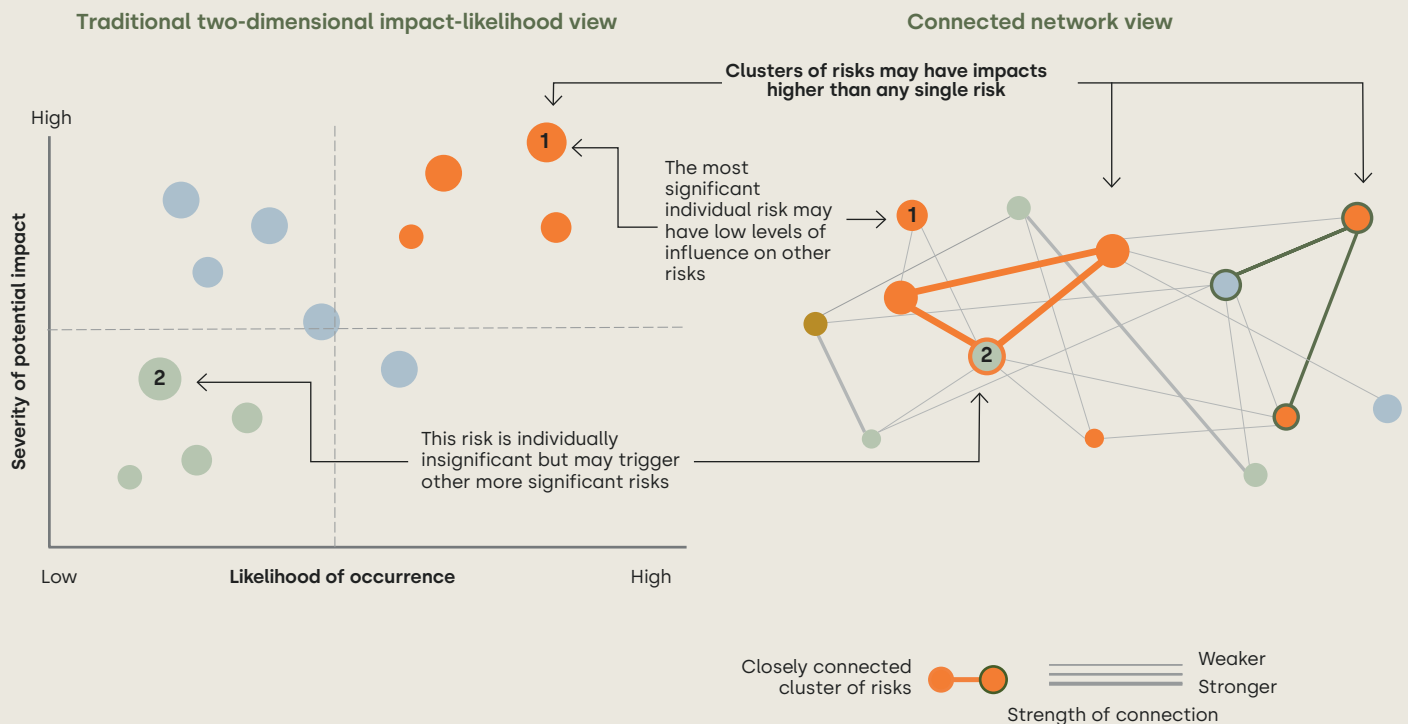 Traditional two-dimensional impact-likelihood view
Connected network view
Clusters of risks may have impacts
higher than any single risk
High
1
The most
significant
individual risk may
have low levels of
influence on other
risks
1
Severity of potential impact
2
2
This risk is individually
insignificant but may trigger
other more significant risks
Low
Likelihood of occurrence
High
Closely connected
cluster of risks
Weaker
Stronger
Strength of connection